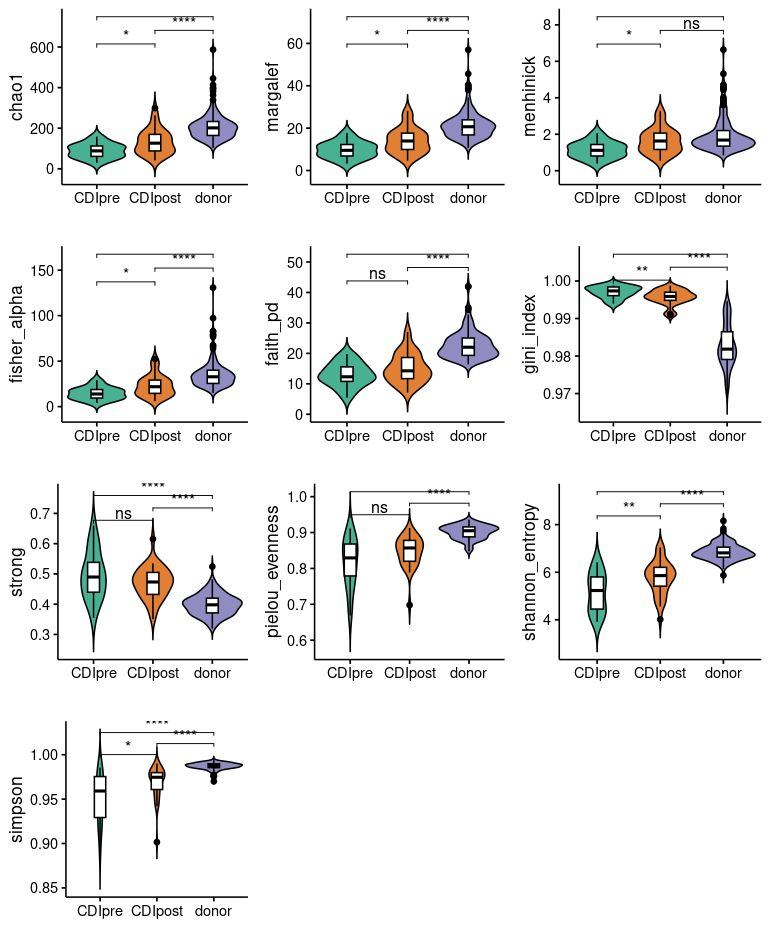 chao1
600
400
200
0
*
****
CDIpre CDIpost donor
margalef
60
40
20
0
*
****
CDIpre CDIpost donor
menhinick
8
6
4
2
0
*
ns
CDIpre CDIpost donor
fisher_alpha
150
100
50
0
*
****
CDIpre CDIpost donor
faith_pd
50
40
30
20
10
0
ns
****
CDIpre CDIpost donor
gini_index
1.00
0.99
0.98
0.97
**
****
CDIpre CDIpost donor
strong
0.7
0.6
0.5
0.4
0.3
****
ns
****
CDIpre CDIpost donor
pielou_evenness
1.0
0.9
0.8
0.7
0.6
ns
****
CDIpre CDIpost donor
shannon_entropy
8
6
4
**
****
CDIpre CDIpost donor
simpson
1.00
0.95
0.90
0.85
****
*
****
CDIpre CDIpost donor